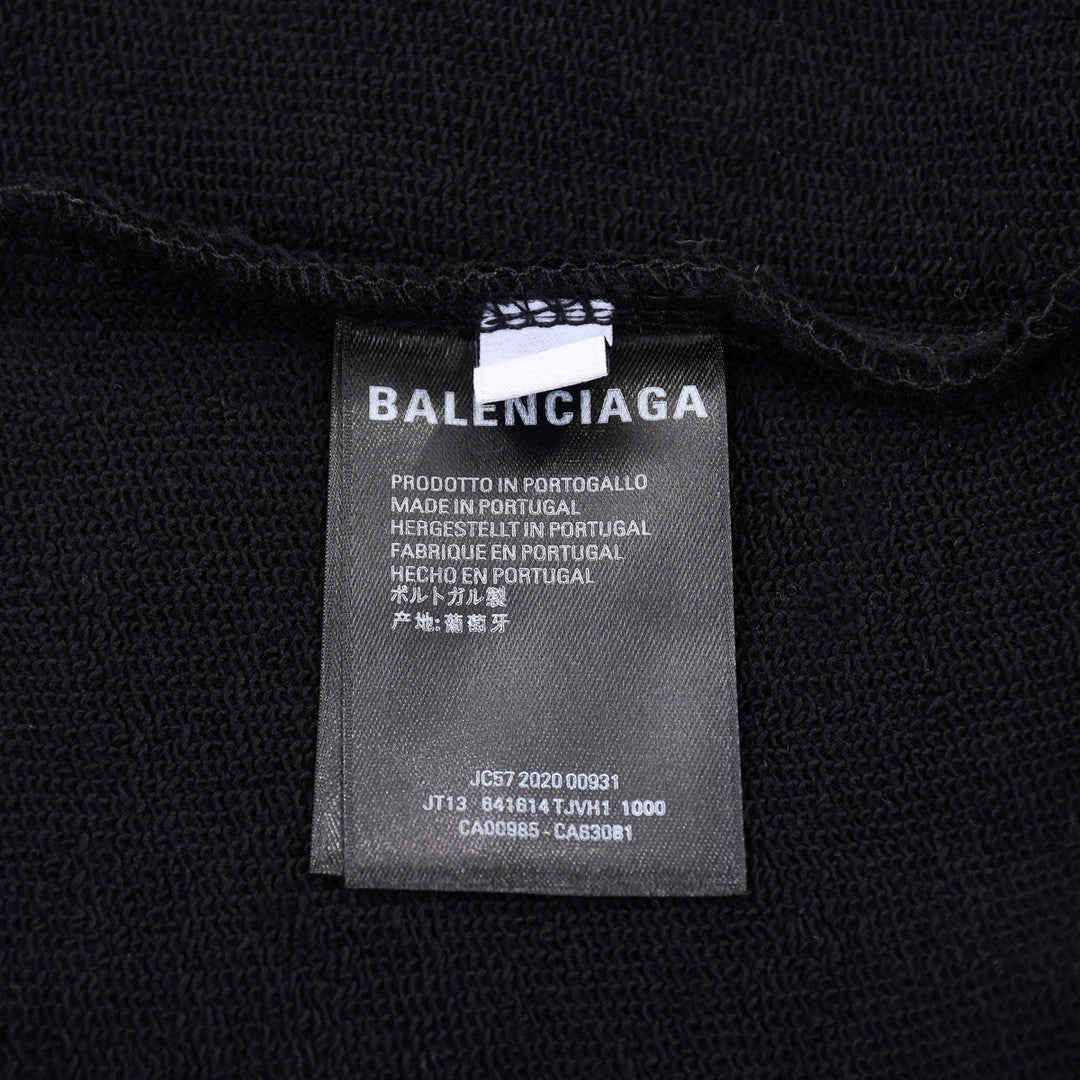 BALENCIAGA
PRODOTTO IN PORTOGALLO
MADE IN PORTUGAL
HERGESTELLT IN PORTUGAL
FABRIQUE EN PORTUGAL
HECHO EN PORTUGAL
ポルトガル製
产地:葡萄牙
JC57 2020 00931
JT13 641614 TJVH1 1000
CA00985 - CA63081